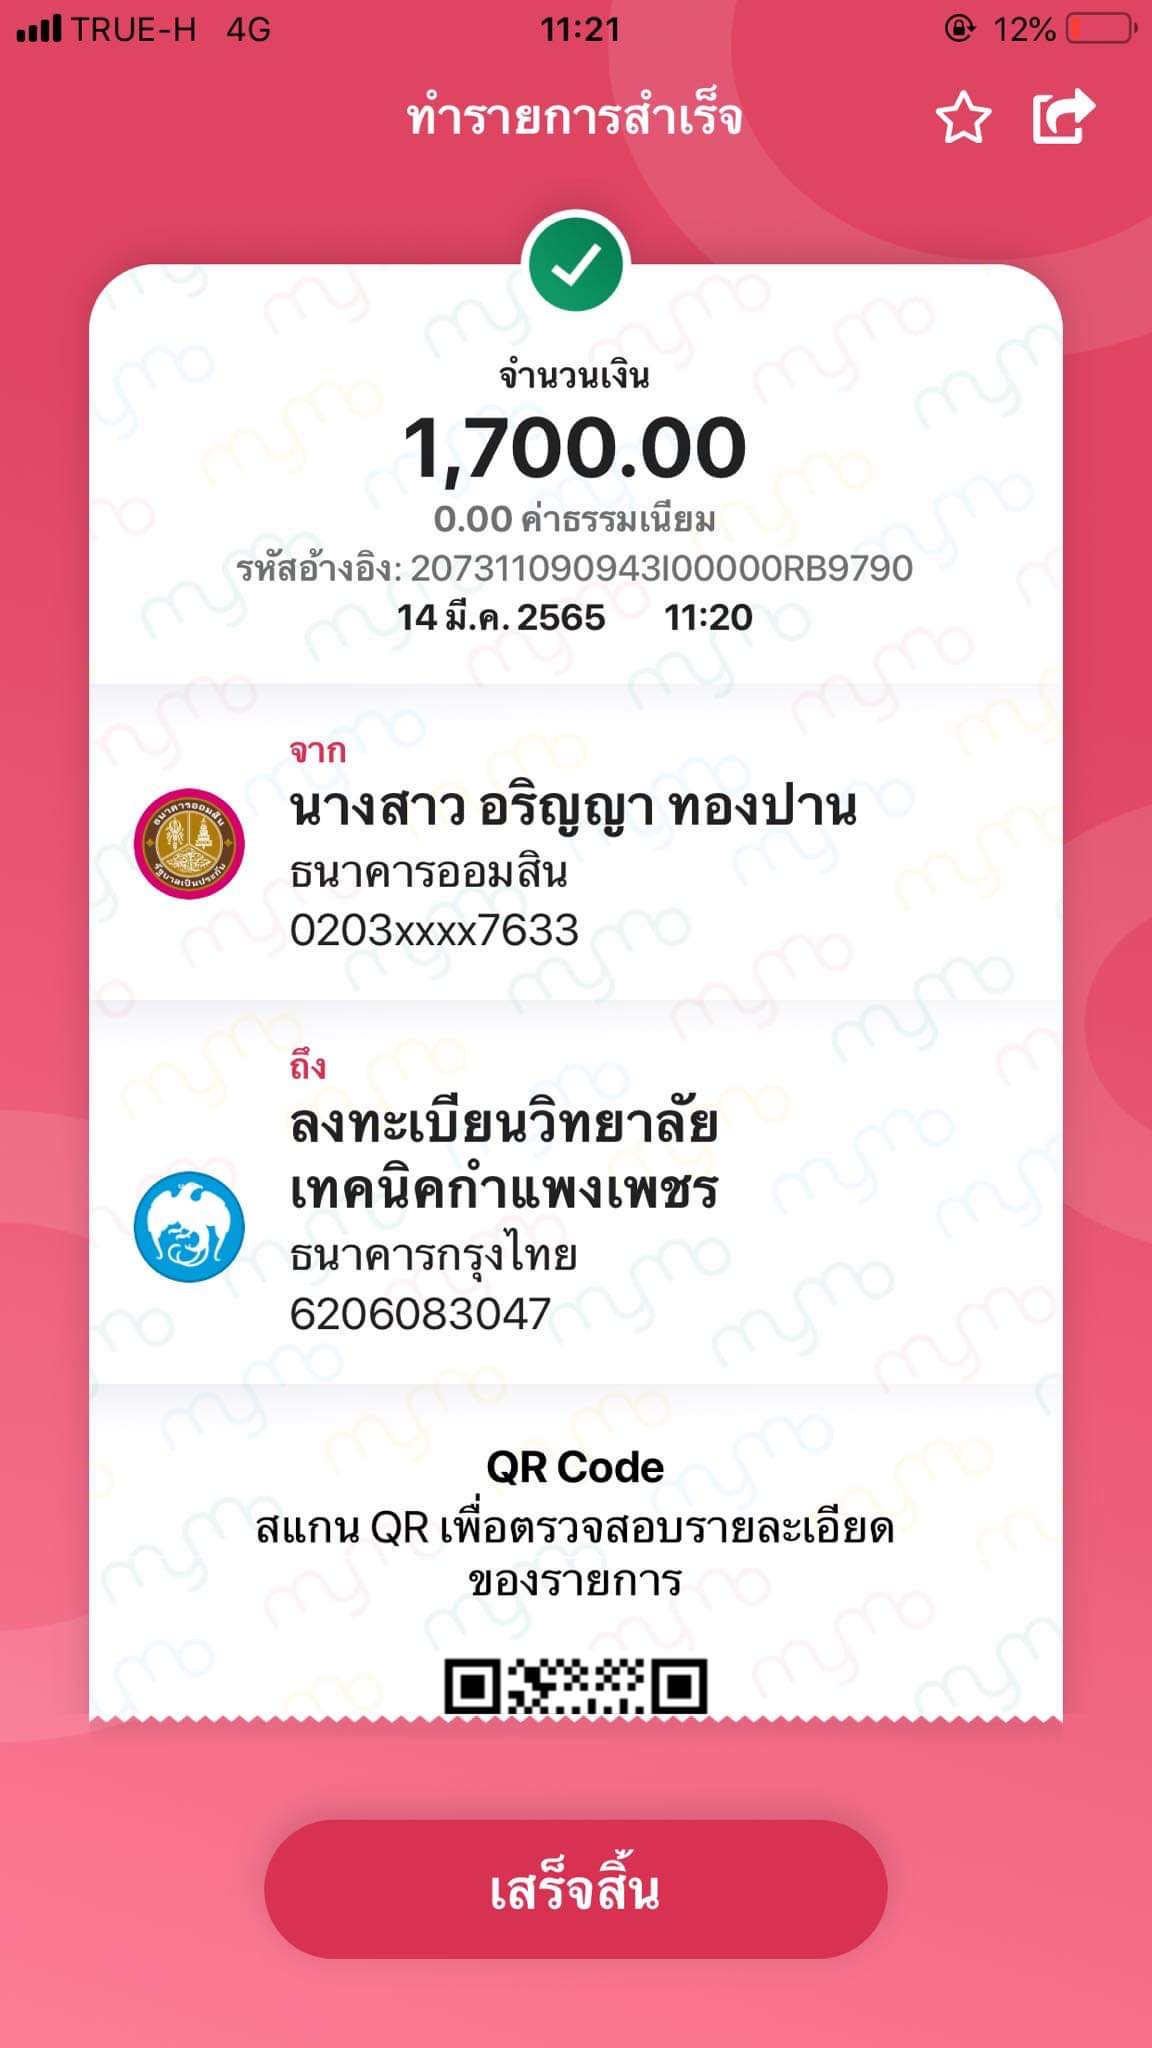 TRUE-H 4G 11:21 12%
ทำรายการสำเร็จ
จำนวนเงิน
1,700.00
0.00 ค่าธรรมเนียม
รหัสอ้างอิง: 207311090943I00000RB9790
14 มี.ค. 2565 11:20
จาก
นางสาว อริญญา ทองปาน
ธนาคารออมสิน
0203xxxx7633
ถึง
ลงทะเบียนวิทยาลัย
เทคนิคกำแพงเพชร
ธนาคารกรุงไทย
6206083047
QR Code
สแกน QR เพื่อตรวจสอบรายละเอียด
ของรายการ
เสร็จสิ้น